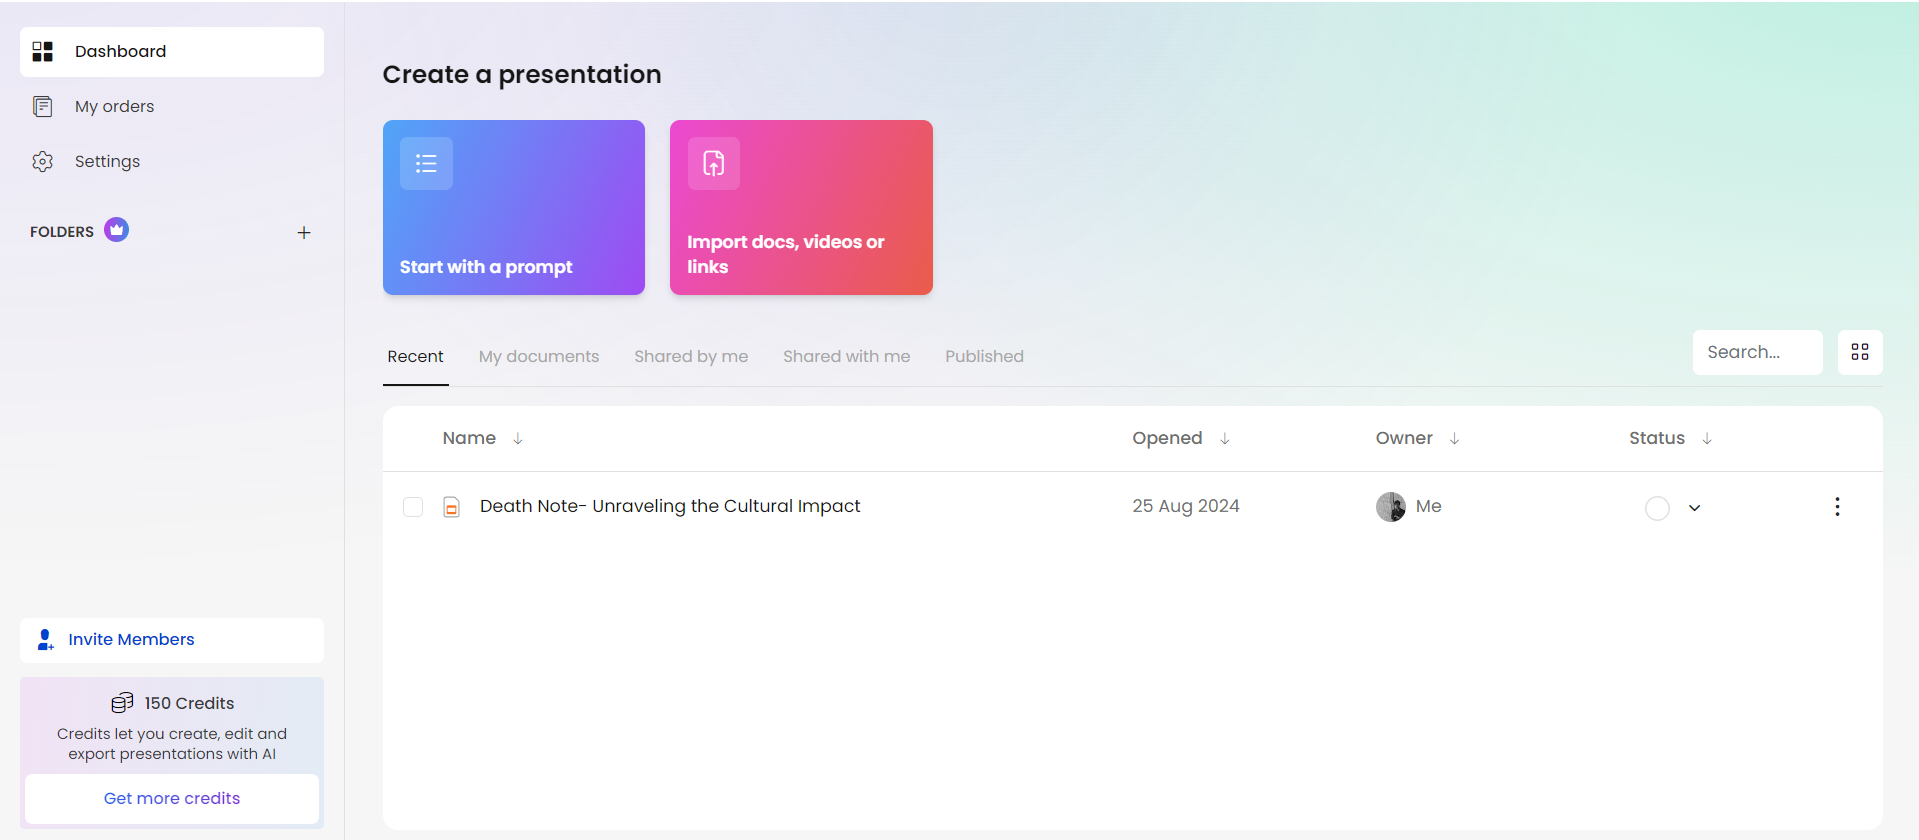 Dashboard
My orders
Settings
FOLDERS
Invite Members
150 Credits
Credits let you create, edit and
export presentations with AI
Get more credits
Create a presentation
Start with a prompt
Import docs, videos or
links
Recent My documents Shared by me Shared with me Published
Search...
Name Opened Owner Status
Death Note- Unraveling the Cultural Impact 25 Aug 2024 Me